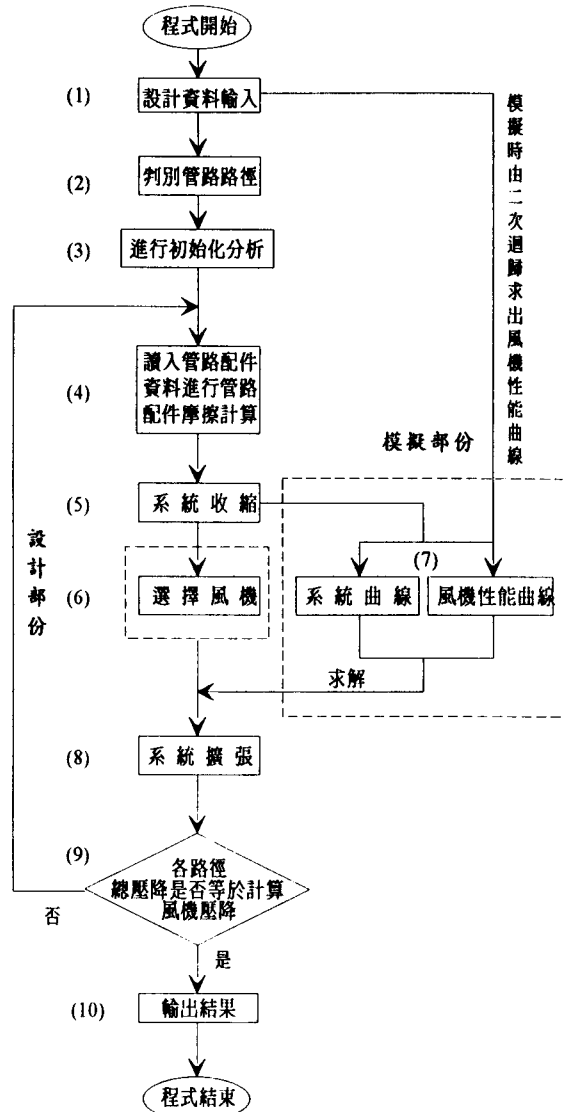 程式開始
(1)
設計資料輸入
模擬時由二次迴歸求出風機性能曲線
(2)
判別管路路徑
(3)
進行初始化分析
(4)
讀入管路配件
資料進行管路
配件摩擦計算
模擬部份
(5)
系統收縮
設計部份
(6)
選擇風機
(7)
系統曲線
風機性能曲線
求解
(8)
系統擴張
(9)
各路徑
總壓降是否等於計算
風機壓降
否
是
(10)
輸出結果
程式結束